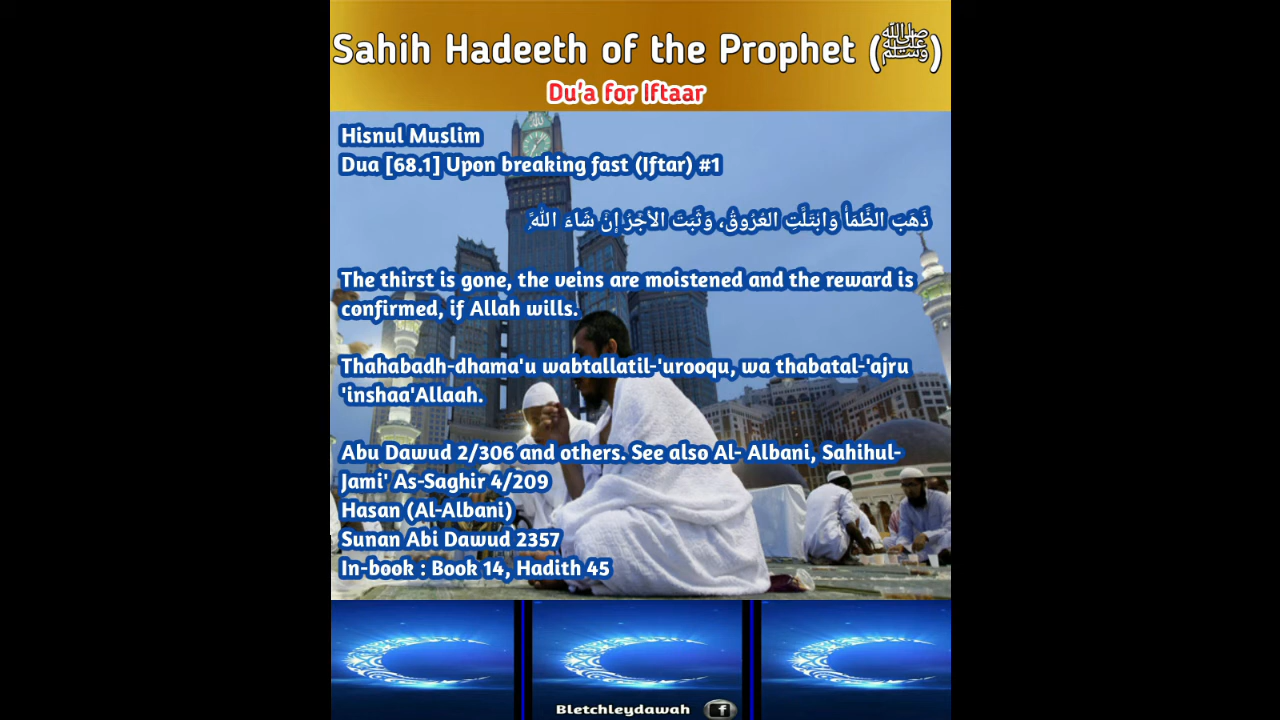 Sahih Hadeeth of the Prophet (ﷺ)
Du'a for Iftaar
Hisnul Muslim
Dua [68.1] Upon breaking fast (Iftar) #1
ذَهَبَ الظَّمَأُ وَابْتَلَّتِ العُرُوقُ، وَثَبَتَ الأَجْرُ إِنْ شَاءَ اللهُ
The thirst is gone, the veins are moistened and the reward is
confirmed, if Allah wills.
Thahabadh-dhama'u wabtallatil-'urooqu, wa thabatal-'ajru
'inshaa'Allaah.
Abu Dawud 2/306 and others. See also Al- Albani, Sahihul-
Jami' As-Saghir 4/209
Hasan (Al-Albani)
Sunan Abi Dawud 2357
In-book : Book 14, Hadith 45
Bletchleydawah f